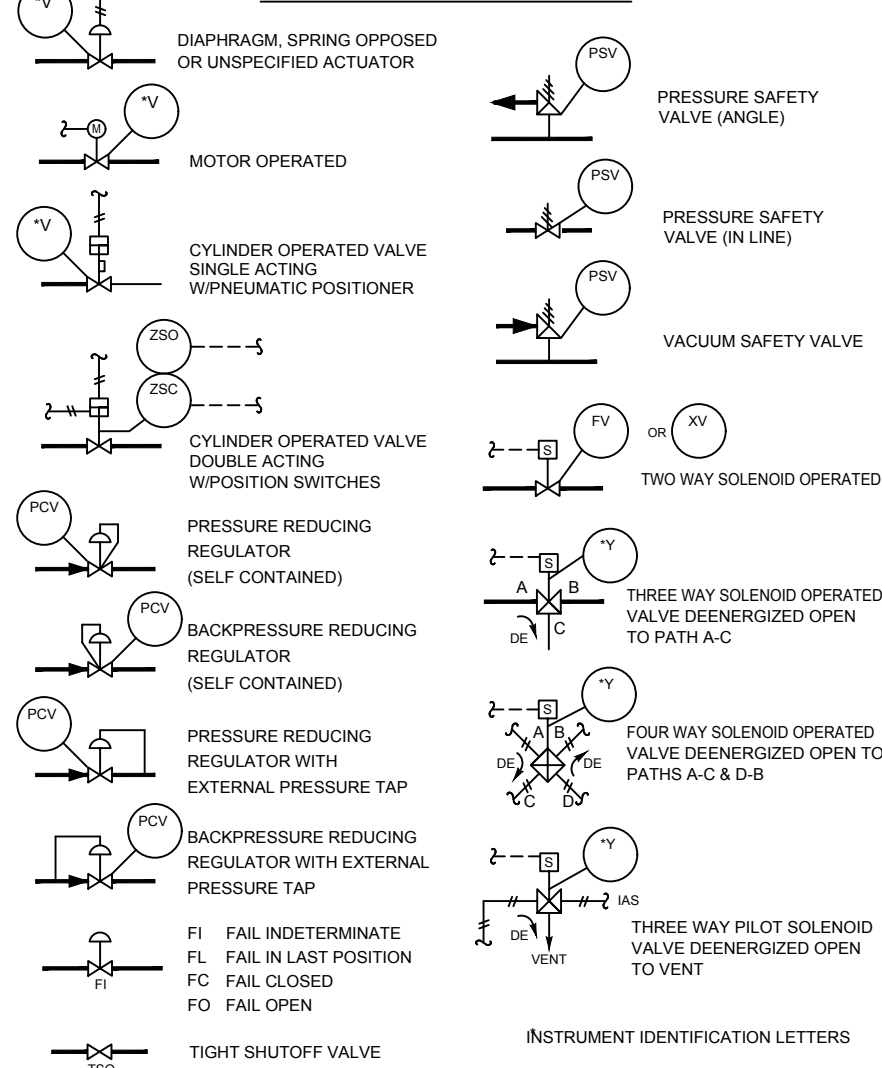 *V
DIAPHRAGM, SPRING OPPOSED
OR UNSPECIFIED ACTUATOR
*V
M
MOTOR OPERATED
*V
CYLINDER OPERATED VALVE
SINGLE ACTING
W/PNEUMATIC POSITIONER
ZSO
ZSC
CYLINDER OPERATED VALVE
DOUBLE ACTING
W/POSITION SWITCHES
PCV
PRESSURE REDUCING
REGULATOR
(SELF CONTAINED)
PCV
BACKPRESSURE REDUCING
REGULATOR
(SELF CONTAINED)
PCV
PRESSURE REDUCING
REGULATOR WITH
EXTERNAL PRESSURE TAP
PCV
BACKPRESSURE REDUCING
REGULATOR WITH EXTERNAL
PRESSURE TAP
FI
FI FAIL INDETERMINATE
FL FAIL IN LAST POSITION
FC FAIL CLOSED
FO FAIL OPEN
TIGHT SHUTOFF VALVE
TSO
PSV
PRESSURE SAFETY
VALVE (ANGLE)
PSV
PRESSURE SAFETY
VALVE (IN LINE)
PSV
VACUUM SAFETY VALVE
S
FV
OR
XV
TWO WAY SOLENOID OPERATED
S
*Y
A B
C
DE
THREE WAY SOLENOID OPERATED
VALVE DEENERGIZED OPEN
TO PATH A-C
S
*Y
A B
DE DE
C D
FOUR WAY SOLENOID OPERATED
VALVE DEENERGIZED OPEN TO
PATHS A-C & D-B
S
*Y
IAS
DE
VENT
THREE WAY PILOT SOLENOID
VALVE DEENERGIZED OPEN
TO VENT
*INSTRUMENT IDENTIFICATION LETTERS